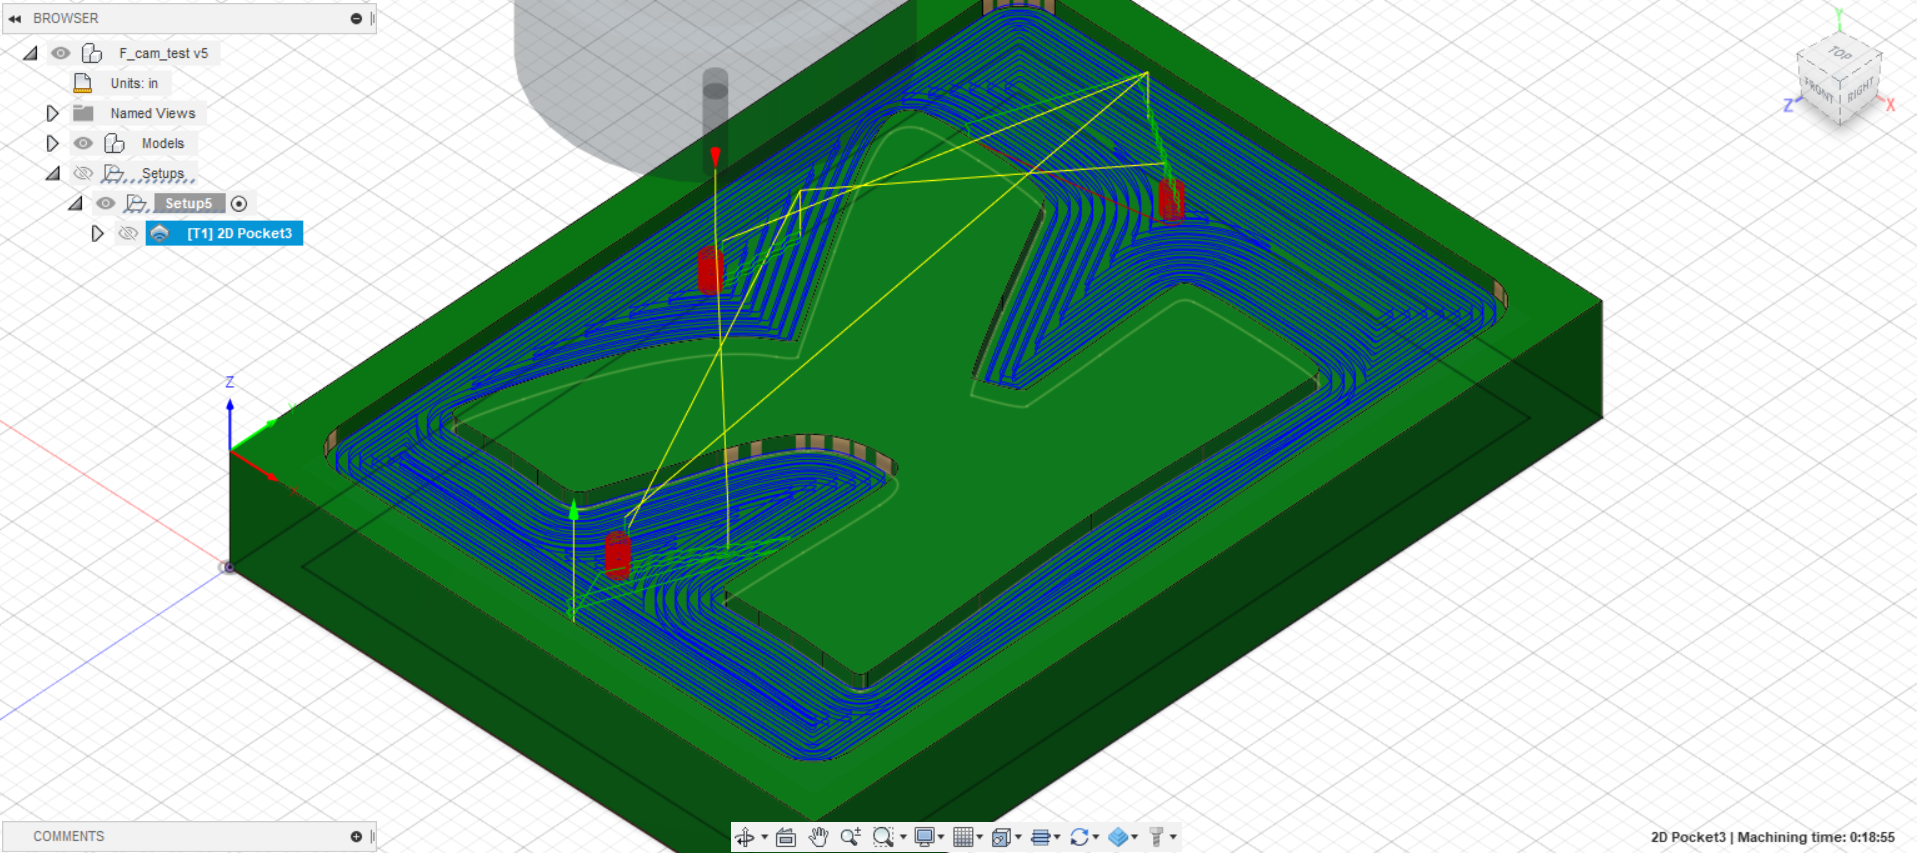 BROWSER
F_cam_test v5
Units: in
Named Views
Models
Setups
Setup5
[T1] 2D Pocket3
Z
X
Y
TOP
FRONT
RIGHT
Z
X
COMMENTS
2D Pocket3 | Machining time: 0:18:55